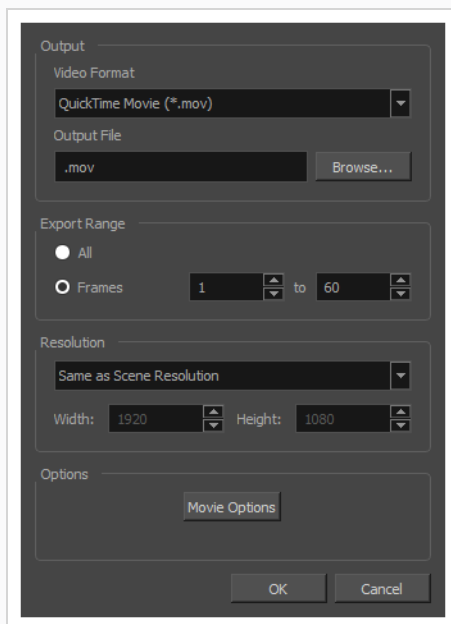 Output
Video Format
QuickTime Movie (*.mov)
Output File
.mov Browse...
Export Range
All
Frames 1 to 60
Resolution
Same as Scene Resolution
Width: 1920 Height: 1080
Options
Movie Options
OK Cancel